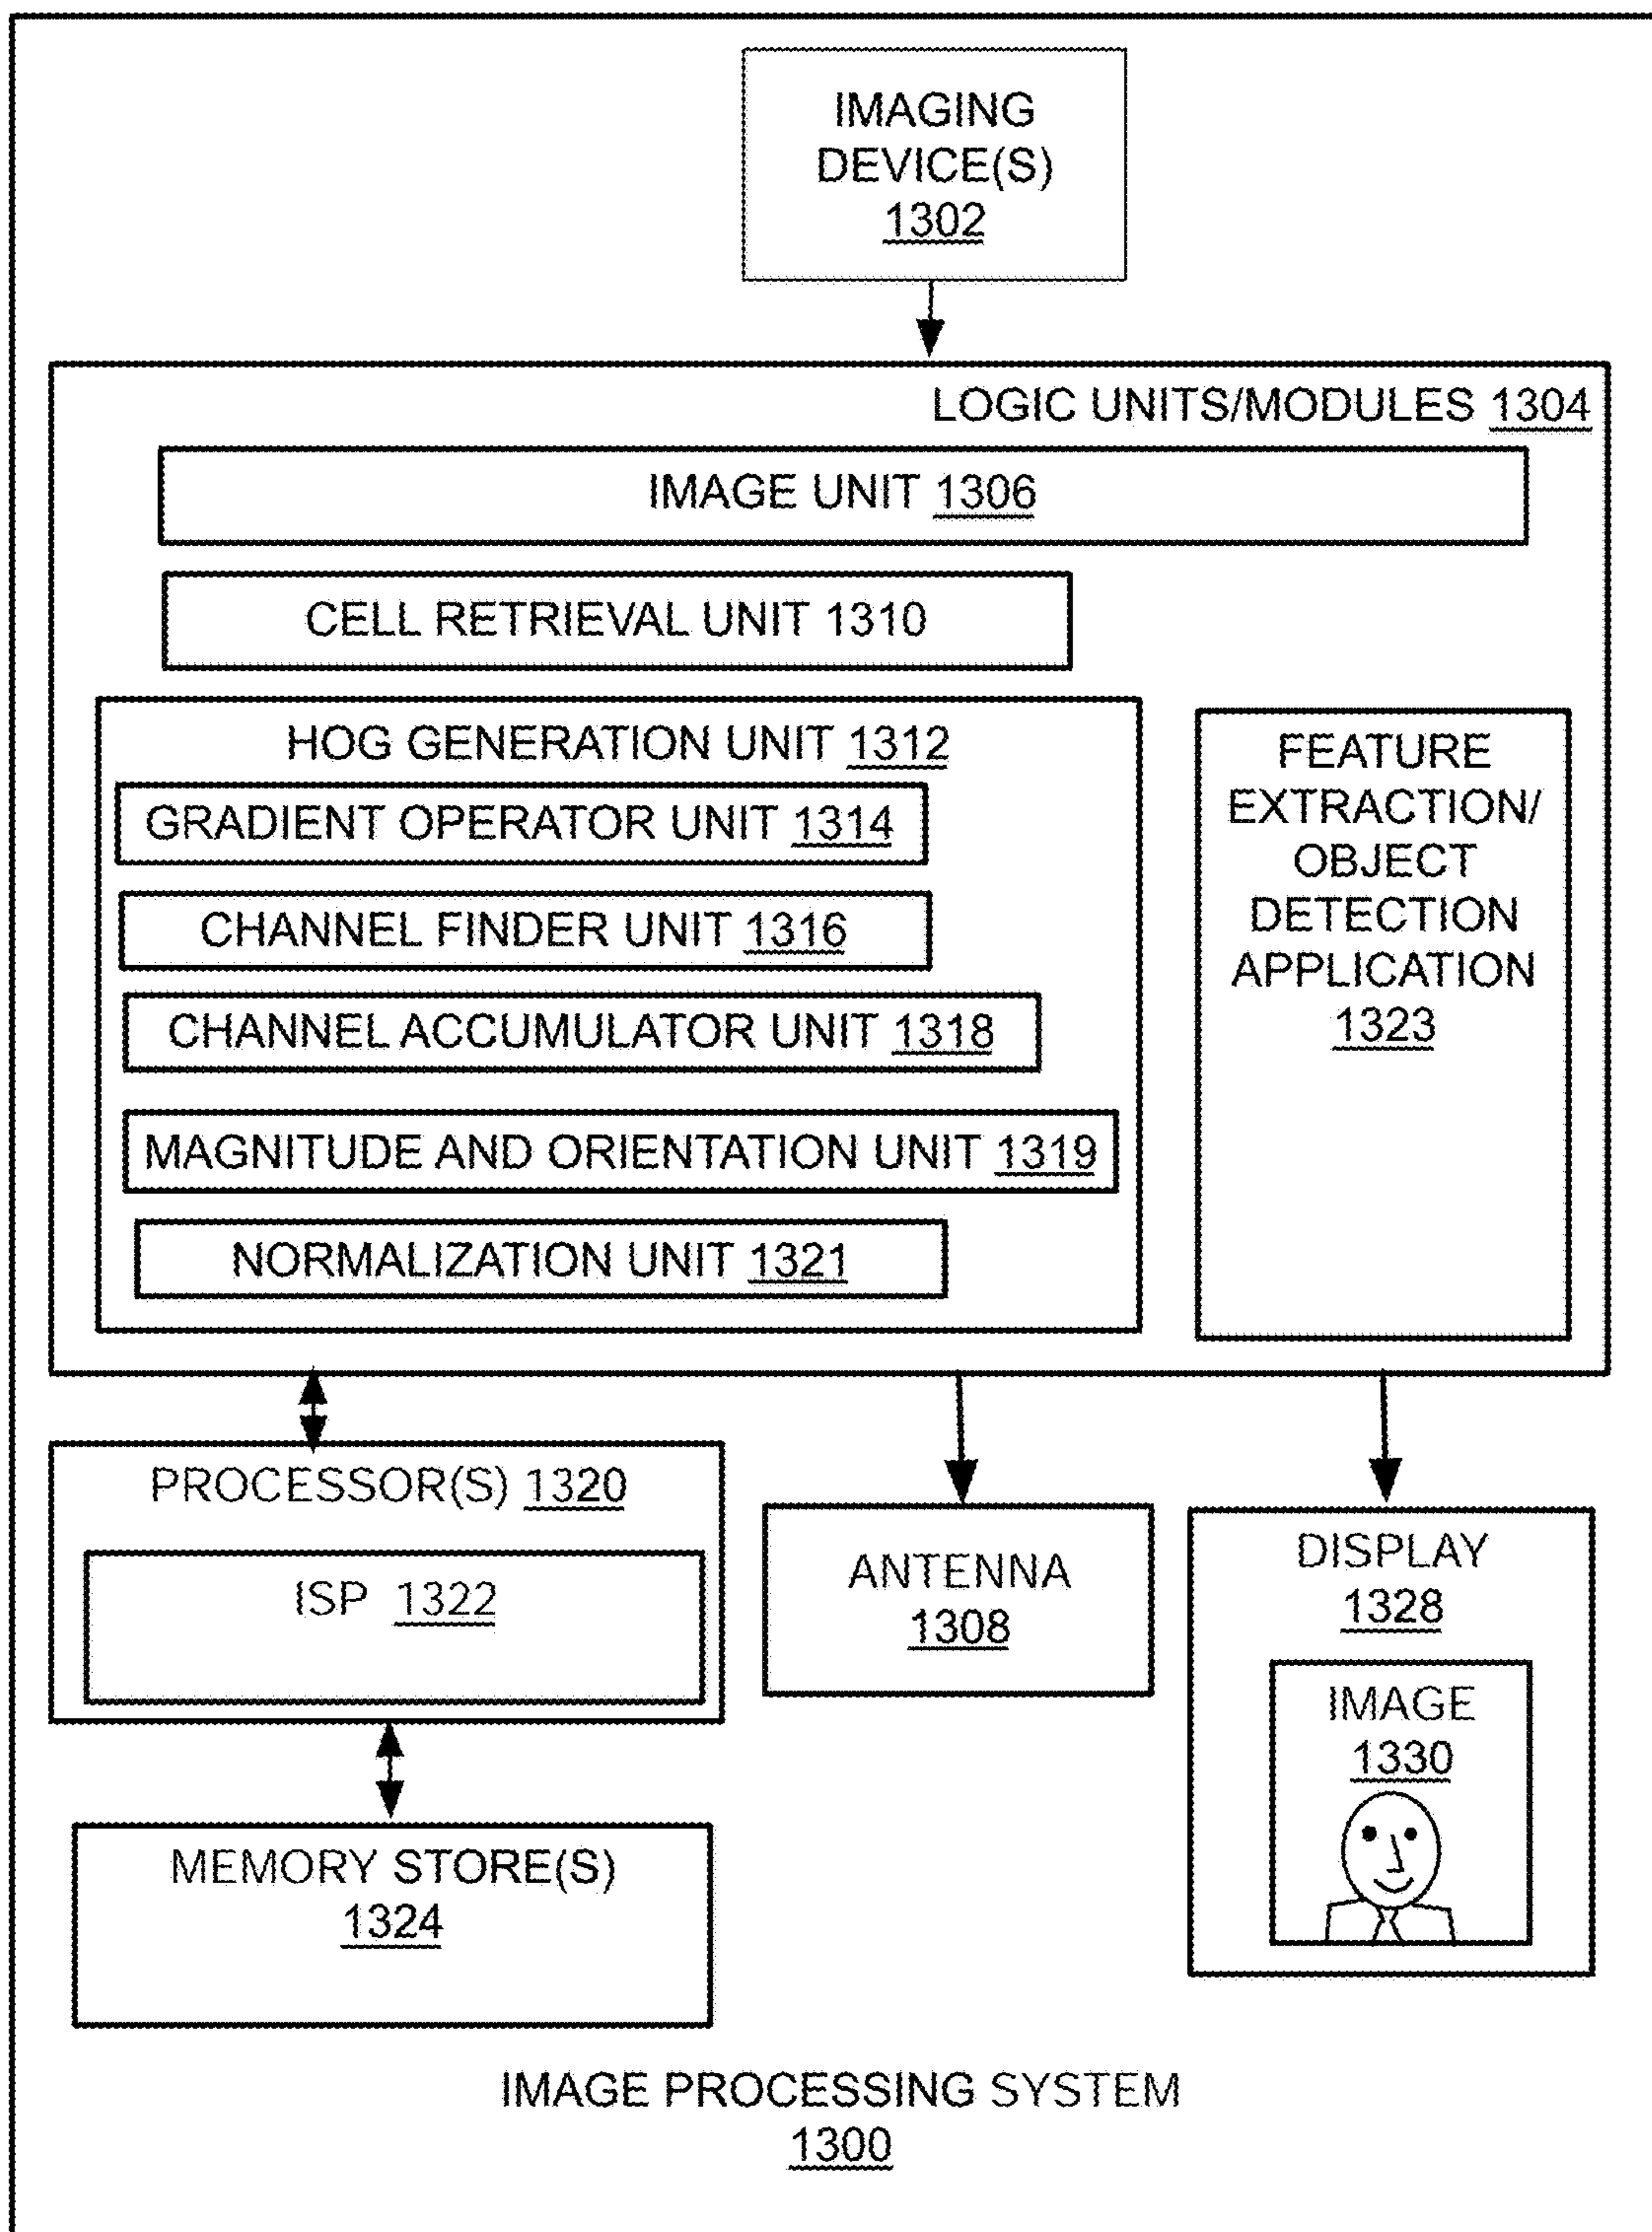 IMAGING
DEVICE(S)
1302
LOGIC UNITS/MODULES 1304
IMAGE UNIT 1306
CELL RETRIEVAL UNIT 1310
HOG GENERATION UNIT 1312
GRADIENT OPERATOR UNIT 1314
CHANNEL FINDER UNIT 1316
CHANNEL ACCUMULATOR UNIT 1318
MAGNITUDE AND ORIENTATION UNIT 1319
NORMALIZATION UNIT 1321
FEATURE
EXTRACTION/
OBJECT
DETECTION
APPLICATION
1323
PROCESSOR(S) 1320
ISP 1322
ANTENNA
1308
DISPLAY
1328
IMAGE
1330
MEMORY STORE(S)
1324
IMAGE PROCESSING SYSTEM
1300